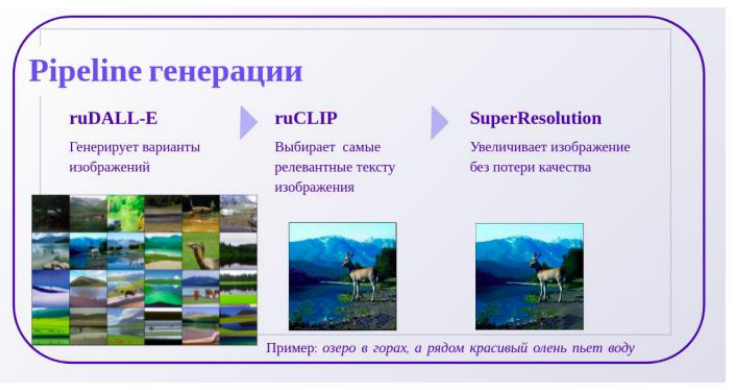 Pipeline генерации
ruDALL-E
Генерирует варианты
изображений
ruCLIP
Выбирает самые
релевантные тексту
изображения
SuperResolution
Увеличивает изображение
без потери качества
Пример: озеро в горах, а рядом красивый олень пьет воду